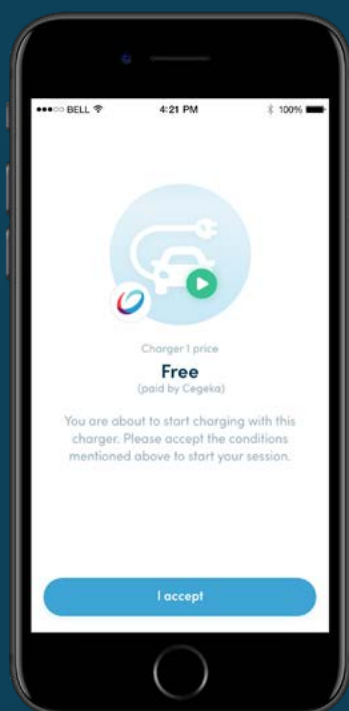 BELL 4:21 PM 100%
Charger 1 price
Free
(paid by Cegeka)
You are about to start charging with this
charger. Please accept the conditions
mentioned above to start your session.
I accept